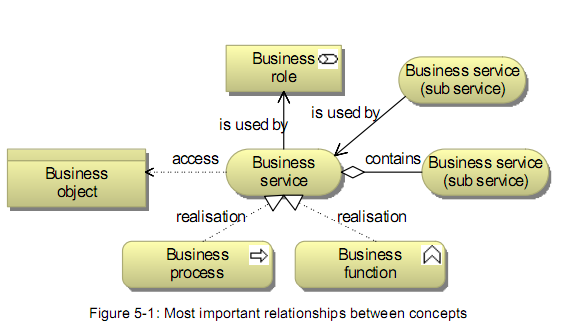 Business
role
Business service
(sub service)
is used by
is used by
access
Business
object
Business
service
contains
Business service
(sub service)
realisation
realisation
Business
process
Business
function
Figure 5-1: Most important relationships between concepts